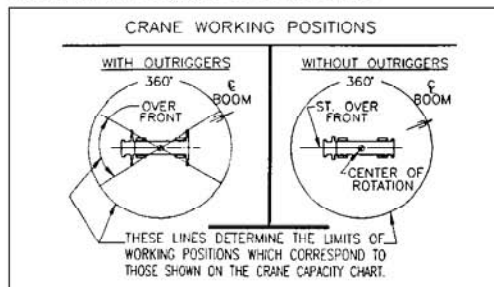 CRANE WORKING POSITIONS
WITH OUTRIGGERS
360°
℄
BOOM
OVER
FRONT
WITHOUT OUTRIGGERS
360°
℄
BOOM
ST. OVER
FRONT
CENTER OF
ROTATION
THESE LINES DETERMINE THE LIMITS OF
WORKING POSITIONS WHICH CORRESPOND TO
THOSE SHOWN ON THE CRANE CAPACITY CHART.